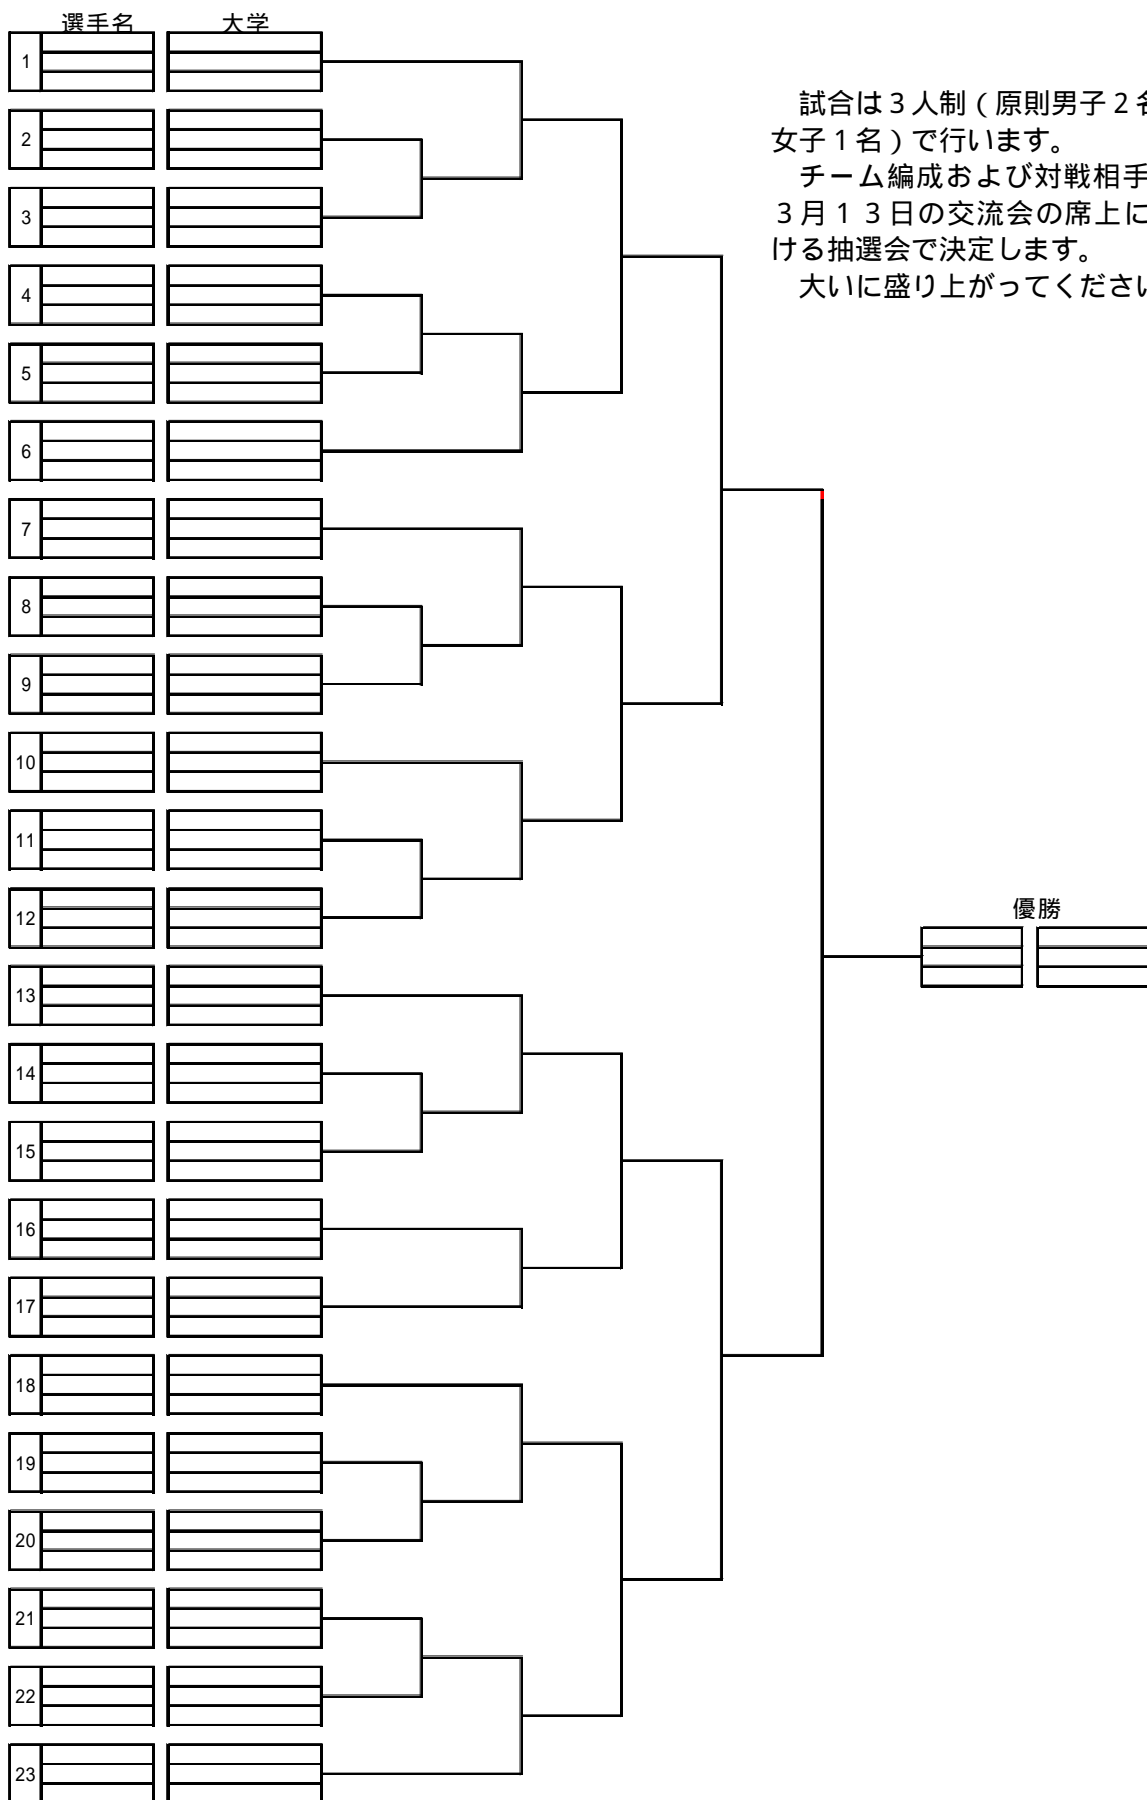 選手名 大学
試合は３人制（原則男子２名
女子１名）で行います。
チーム編成および対戦相手
３月１３日の交流会の席上に
ける抽選会で決定します。
大いに盛り上がってください
1
2
3
4
5
6
7
8
9
10
11
12
優勝
13
14
15
16
17
18
19
20
21
22
23